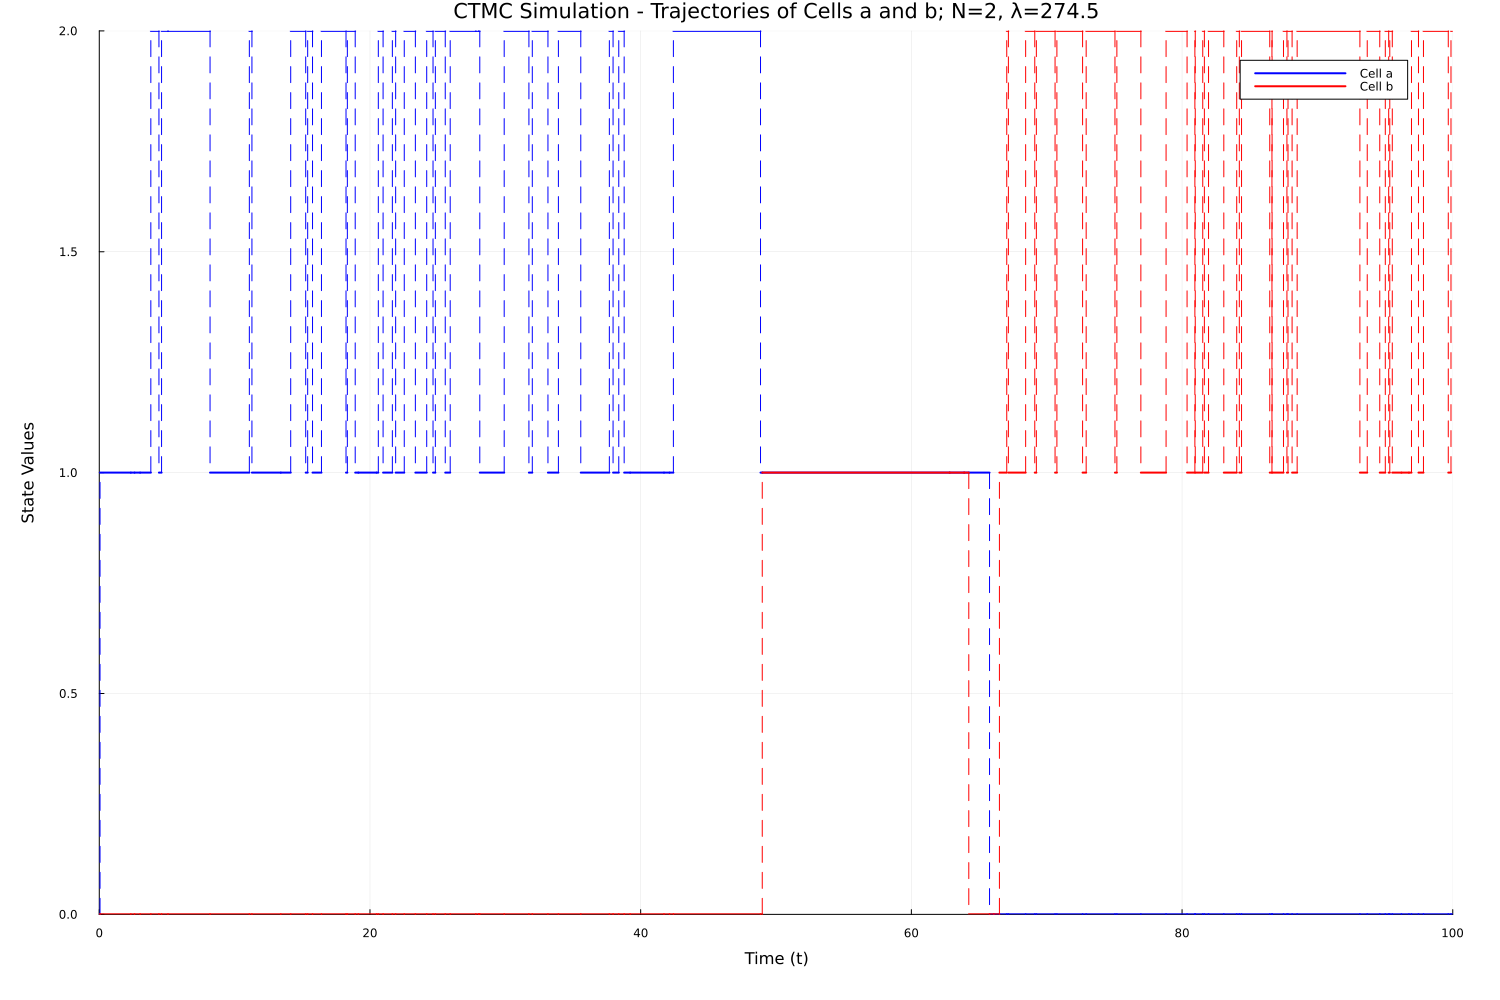 CTMC Simulation - Trajectories of Cells a and b; N=2, λ=274.5
2.0
Cell a
Cell b
1.5
1.0
State Values
0.5
0.0
0 20 40 60 80 100
Time (t)